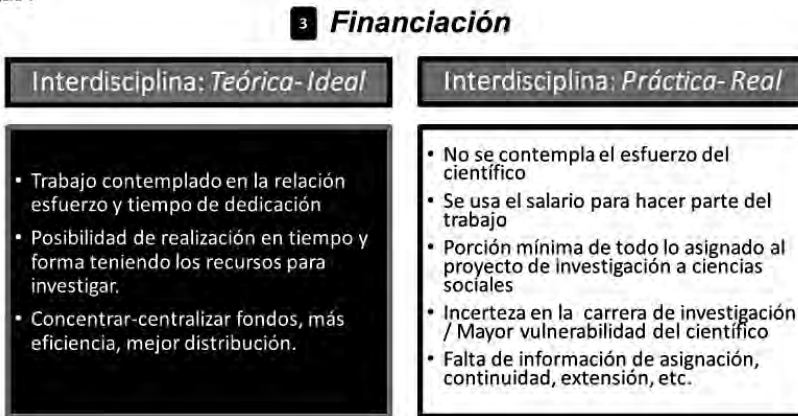 3 Financiación
Interdisciplina: Teórica-Ideal
• Trabajo contemplado en la relación
esfuerzo y tiempo de dedicación
• Posibilidad de realización en tiempo y
forma teniendo los recursos para
investigar.
• Concentrar-centralizar fondos, más
eficiencia, mejor distribución.
Interdisciplina: Práctica-Real
• No se contempla el esfuerzo del
científico
• Se usa el salario para hacer parte del
trabajo
• Porción mínima de todo lo asignado al
proyecto de investigación a ciencias
sociales
• Incerteza en la carrera de investigación
/ Mayor vulnerabilidad del científico
• Falta de información de asignación,
continuidad, extensión, etc.